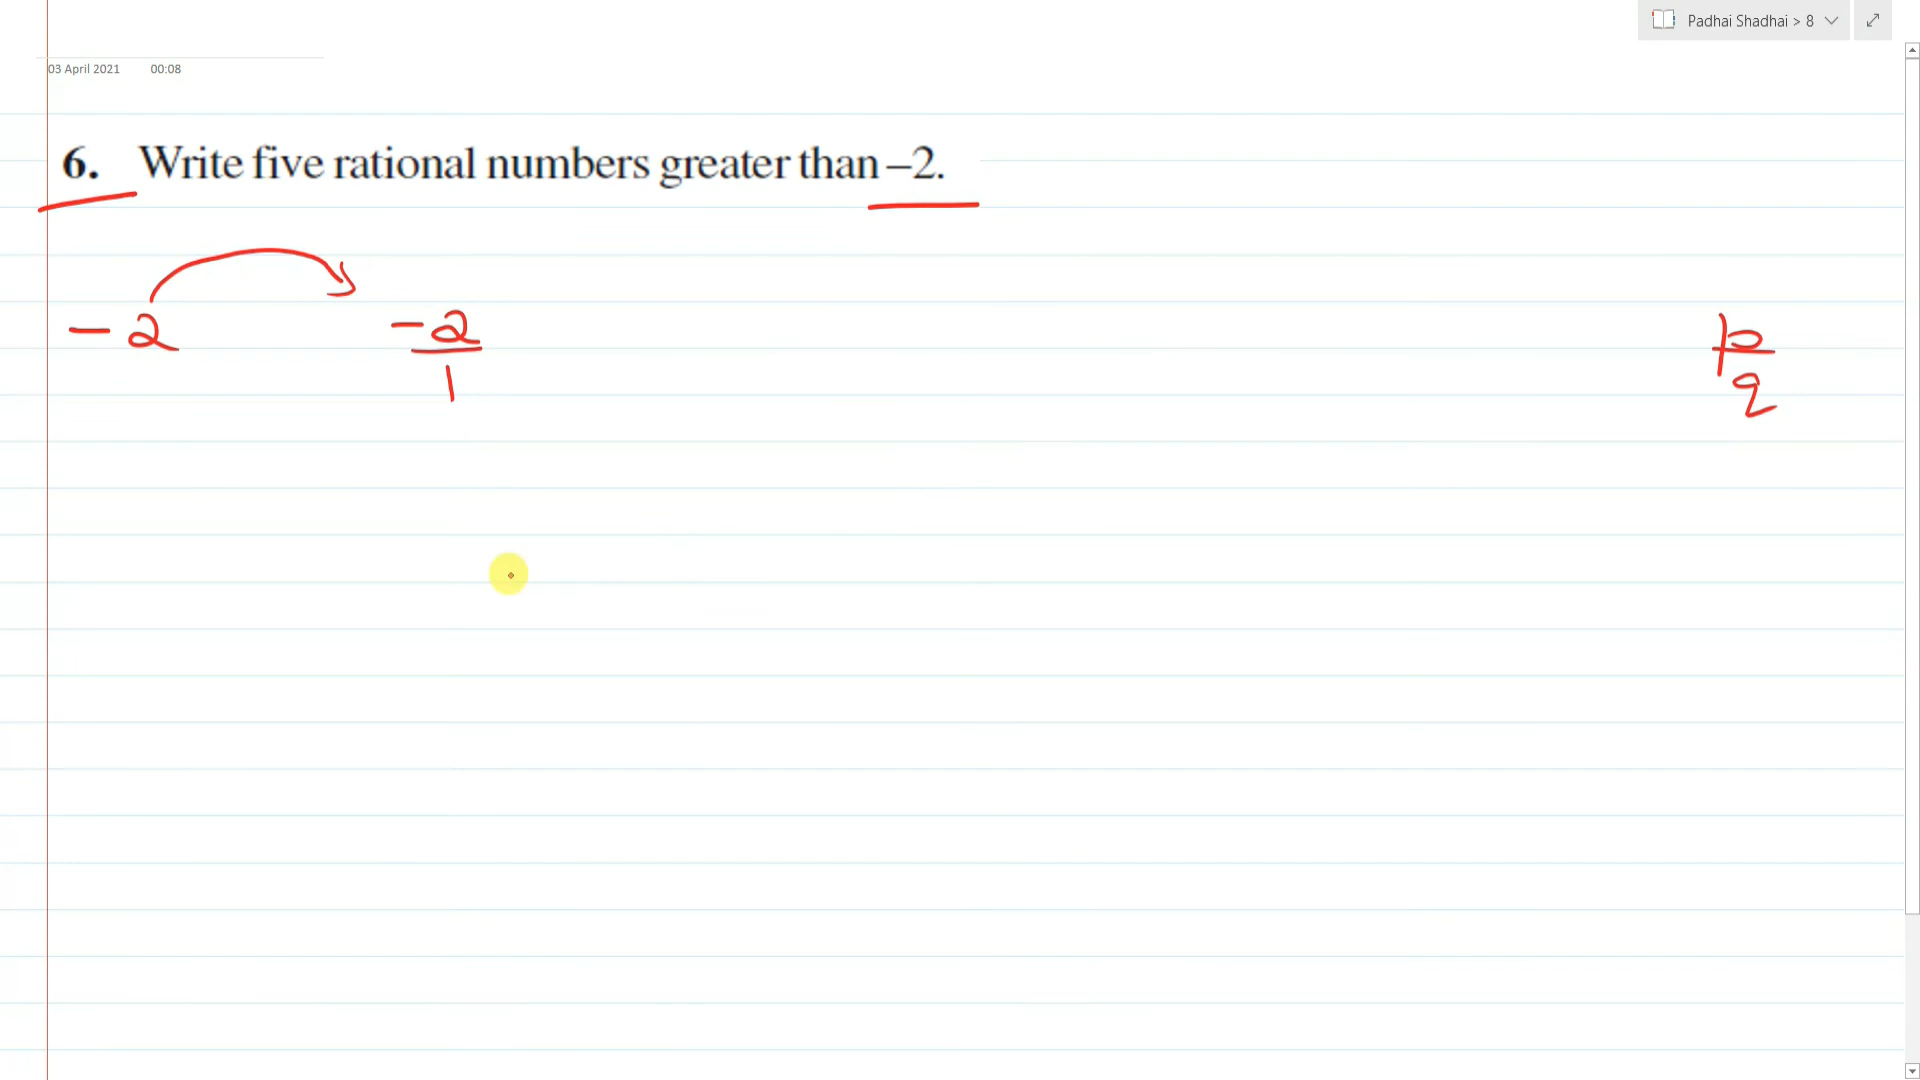 Padhai Shadhai > 8
03 April 2021 00:08
6. Write five rational numbers greater than –2.
-2 -2/1 p/q